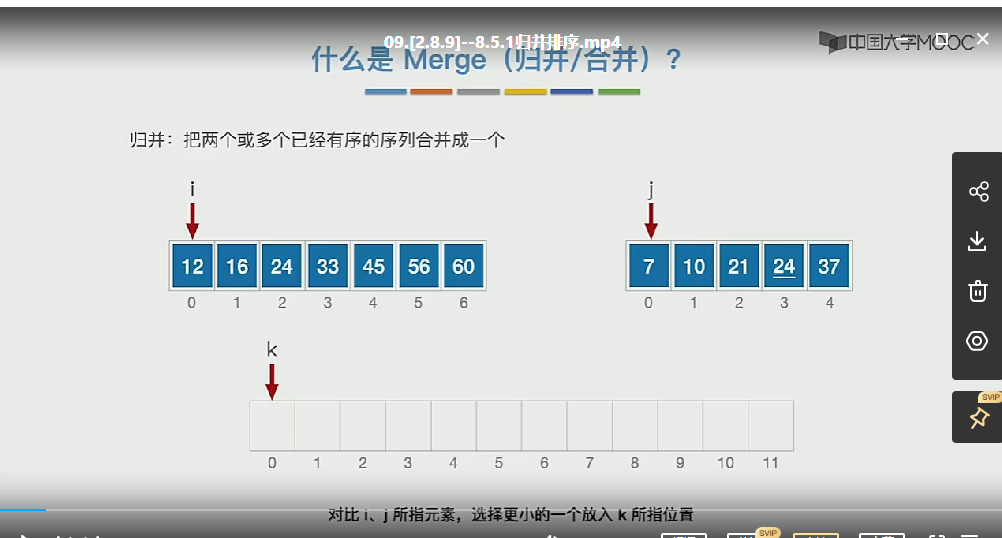 09.[2.8.9]--8.5.1归并排序.mp4
中国大学MOOC
什么是 Merge（归并/合并）?
归并：把两个或多个已经有序的序列合并成一个
i
j
12 16 24 33 45 56 60
7 10 21 24 37
0 1 2 3 4 5 6
0 1 2 3 4
k
0 1 2 3 4 5 6 7 8 9 10 11
SVIP
对比 i、j 所指元素，选择更小的一个放入 k 所指位置
SVIP